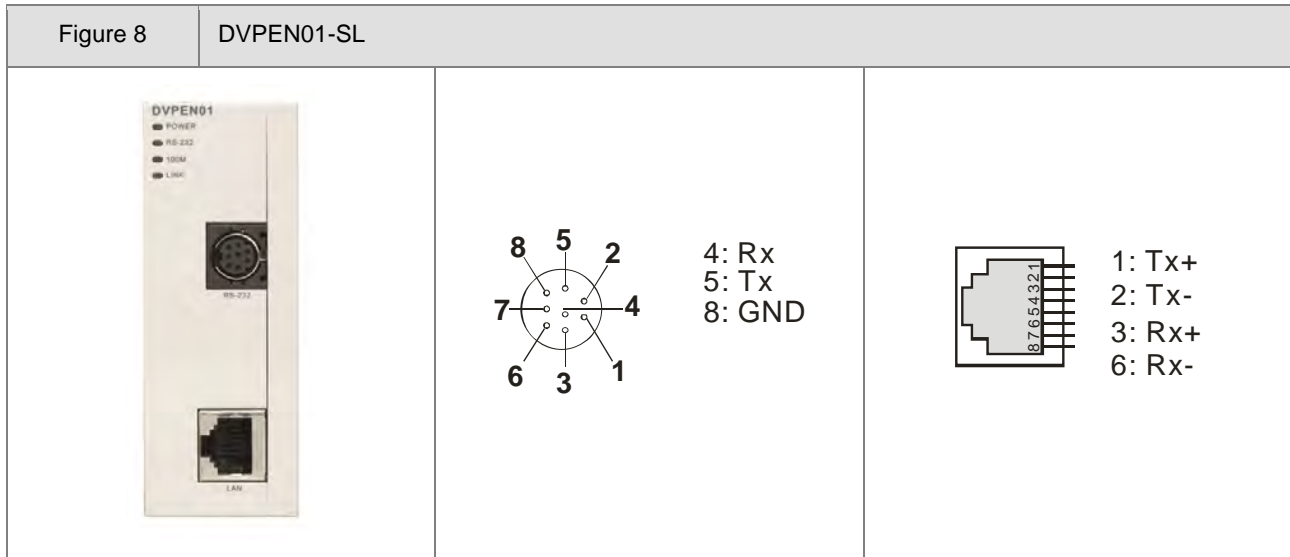 Figure 8
DVPEN01-SL
DVPEN01
POWER
RS-232
100M
LINK
RS-232
LAN
8
5
2
7
4
6
3
1
4: Rx
5: Tx
8: GND
87654321
1: Tx+
2: Tx-
3: Rx+
6: Rx-